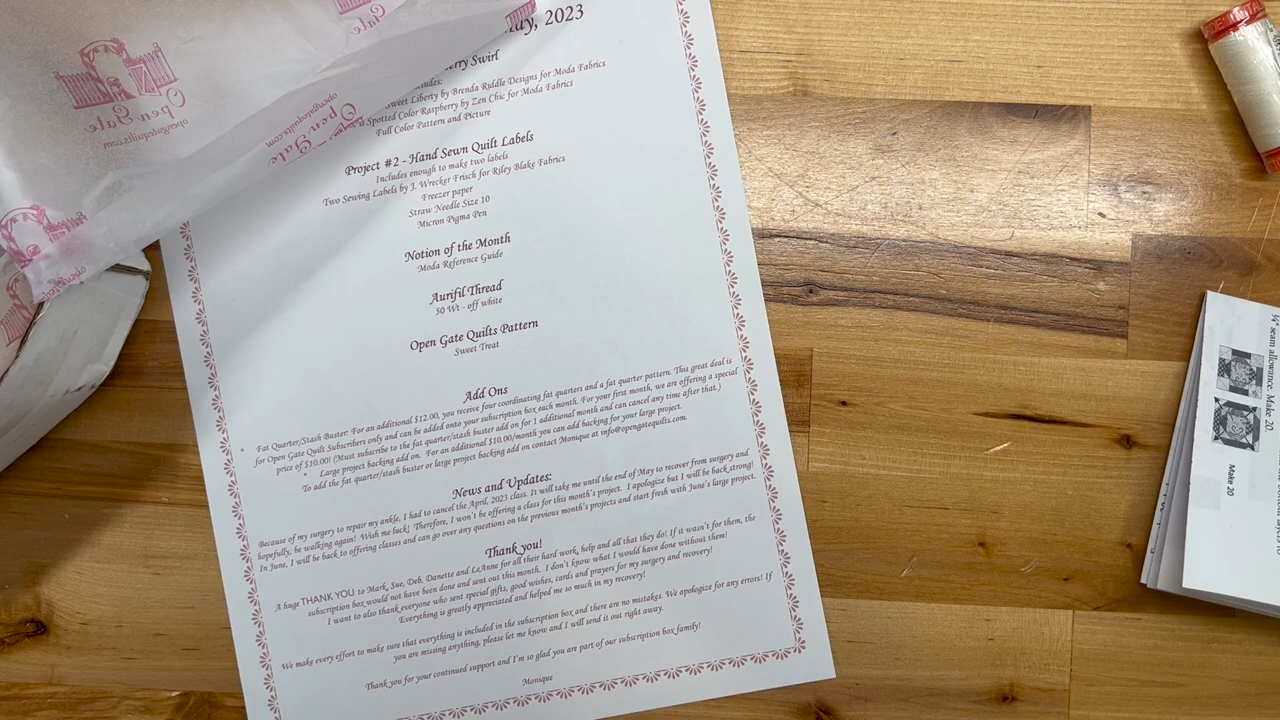 May, 2023
erry Swirl
cludes:
Sweet Liberty by Brenda Riddle Designs for Moda Fabrics
Spotted Color Raspberry by Zen Chic for Moda Fabrics
Full Color Pattern and Picture
Project #2 - Hand Sewn Quilt Labels
Includes enough to make two labels
Two Sewing Labels by J. Wrecker Frisch for Riley Blake Fabrics
Freezer paper
Straw Needle Size 10
Micron Pigma Pen
Notion of the Month
Moda Reference Guide
Aurifil Thread
50 Wt - off white
Open Gate Quilts Pattern
Sweet Treat
Add Ons
• Fat Quarter/Stash Buster: For an additional $12.00, you receive four coordinating fat quarters and a fat quarter pattern. This great deal is
for Open Gate Quilt Subscribers only and can be added onto your subscription box each month. For your first month, we are offering a special
price of $10.00! (Must subscribe to the fat quarter/stash buster add on for 1 additional month and can cancel any time after that.)
• Large project backing add on. For an additional $10.00/month you can add backing for your large project.
To add the fat quarter/stash buster or large project backing add on contact Monique at info@opengatequilts.com.
News and Updates:
Because of my surgery to repair my ankle, I had to cancel the April, 2023 class. It will take me until the end of May to recover from surgery and
hopefully, be walking again! Wish me luck! Therefore, I won't be offering a class for this month's project. I apologize but I will be back strong!
In June, I will be back to offering classes and can go over any questions on the previous month's projects and start fresh with June's large project.
Thank you!
A huge THANK YOU to Mark, Sue, Deb, Danette and LeAnne for all their hard work, help and all that they do! If it wasn't for them, the
subscription box would not have been done and sent out this month. I don't know what I would have done without them!
I want to also thank everyone who sent special gifts, good wishes, cards and prayers for my surgery and recovery!
Everything is greatly appreciated and helped me so much in my recovery!
We make every effort to make sure that everything is included in the subscription box and there are no mistakes. We apologize for any errors! If
you are missing anything, please let me know and I will send it out right away.
Thank you for your continued support and I'm so glad you are part of our subscription box family!
Monique
Open Gate
opengatequilts.com
Open Gate
opengatequilts.com
¼ seam allowance. Make 20
Make 20